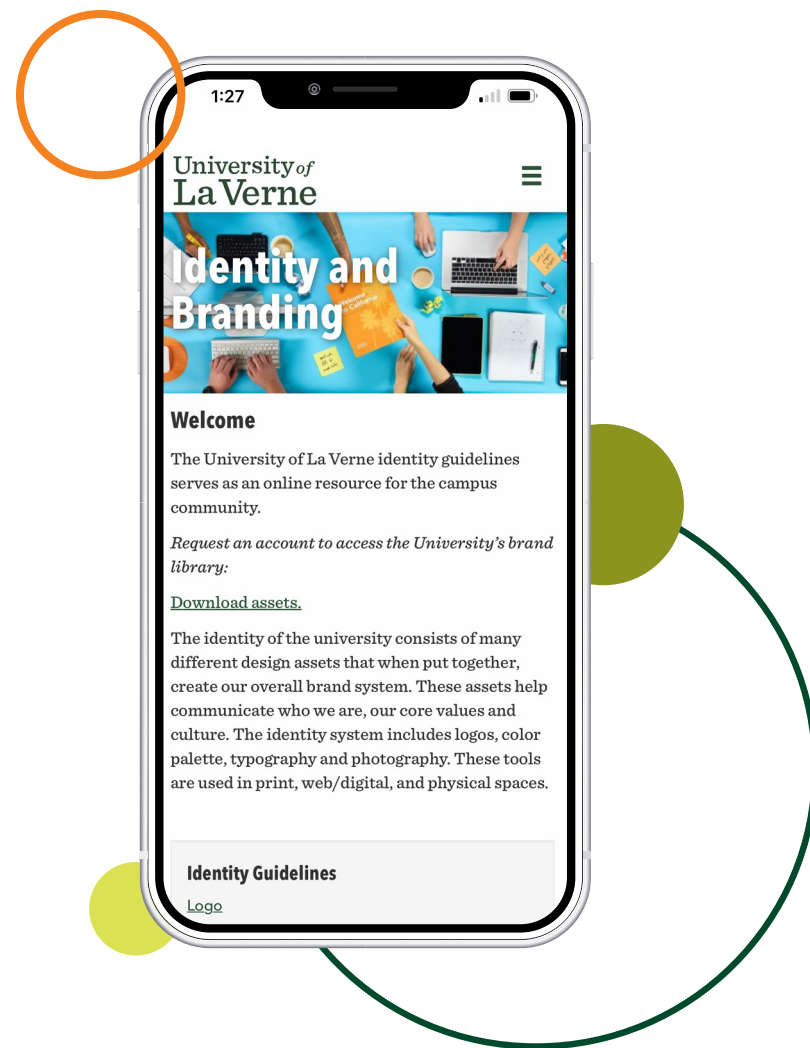 1:27
University of
La Verne
Identity and
Branding
Welcome
to California
Welcome
The University of La Verne identity guidelines
serves as an online resource for the campus
community.
Request an account to access the University’s brand
library:
Download assets.
The identity of the university consists of many
different design assets that when put together,
create our overall brand system. These assets help
communicate who we are, our core values and
culture. The identity system includes logos, color
palette, typography and photography. These tools
are used in print, web/digital, and physical spaces.
Identity Guidelines
Logo